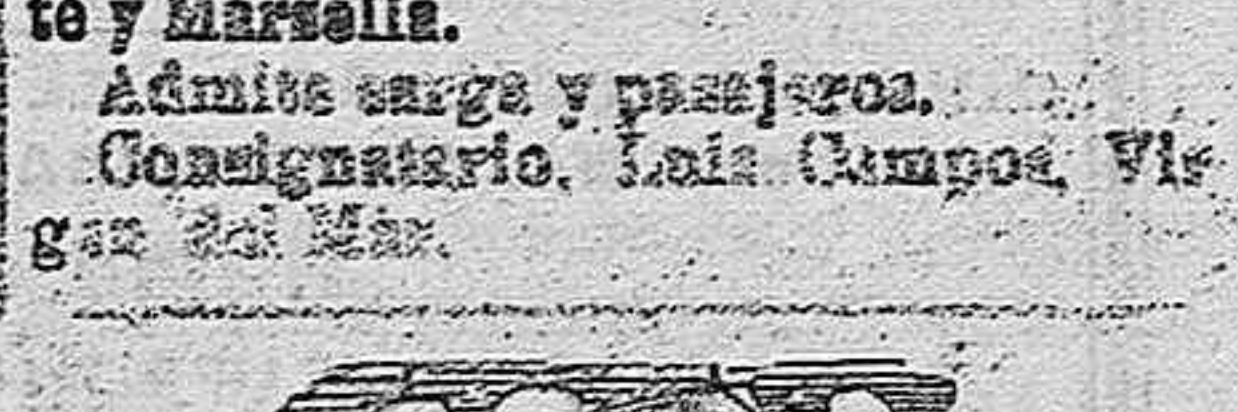 te y Marsella.
Admite carga y pasajeros.
Consignatario, Luis Campos, Vir
gen del Mar.